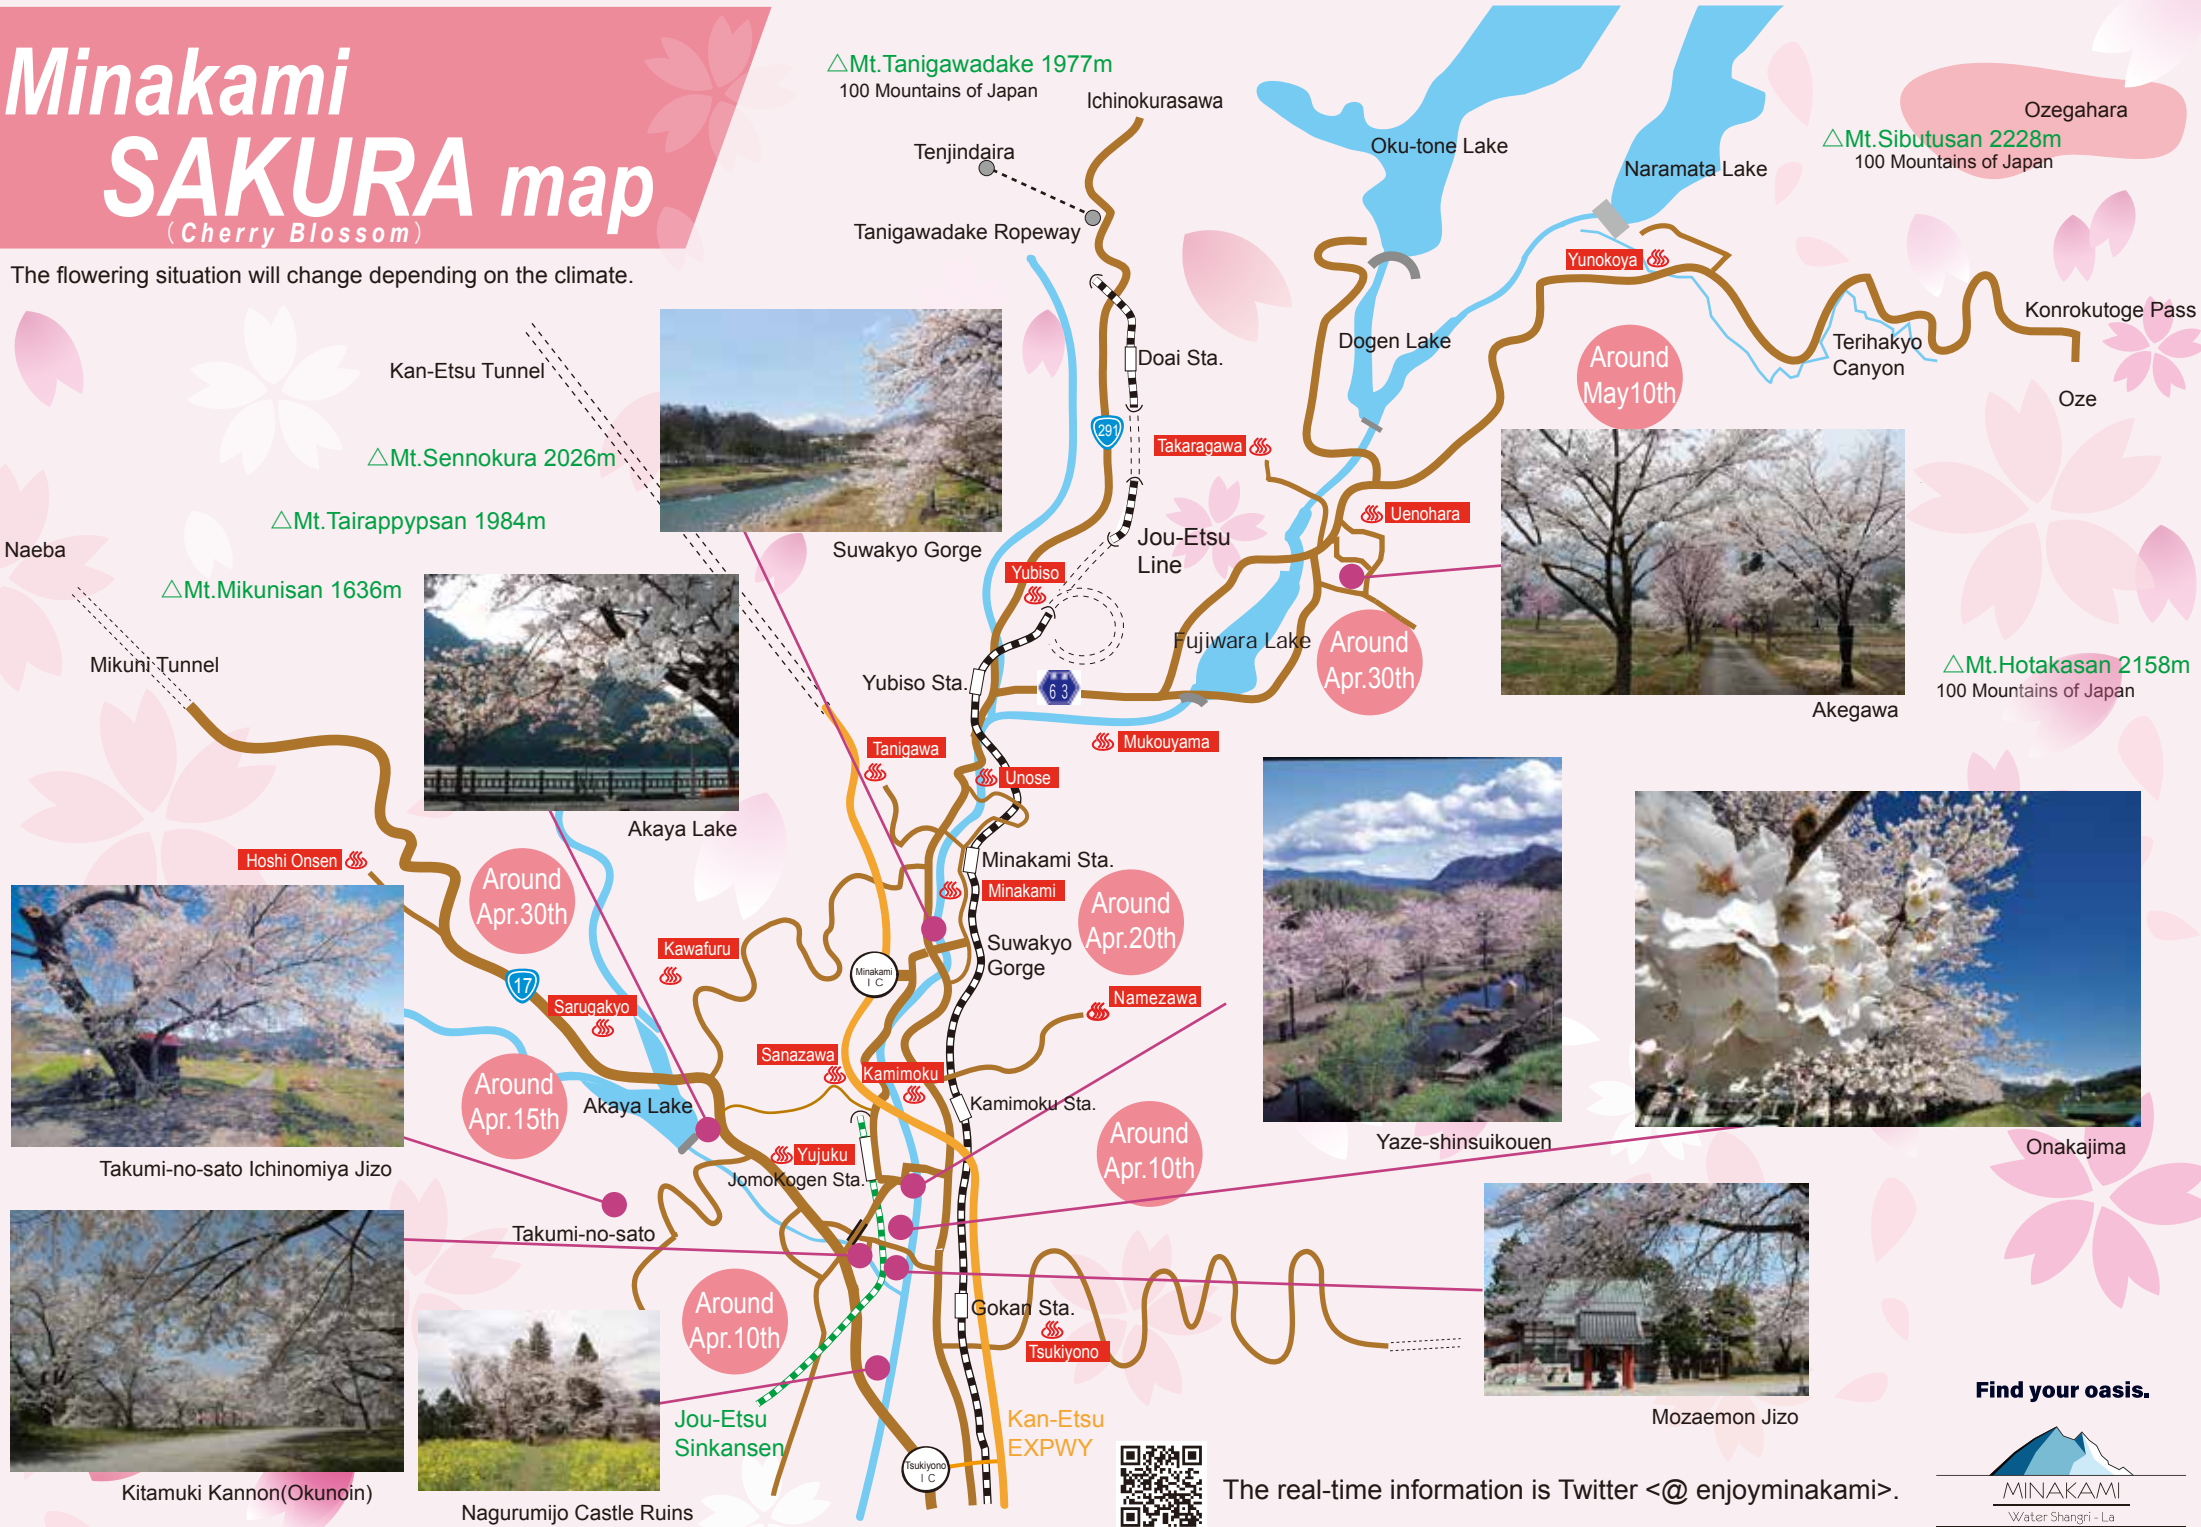 Minakami
SAKURA map
(Cherry Blossom)
The flowering situation will change depending on the climate.
△Mt.Tanigawadake 1977m
100 Mountains of Japan
Ichinokurasawa
Tenjindaira
Tanigawadake Ropeway
Oku-tone Lake
Naramata Lake
Ozegahara
△Mt.Sibutusan 2228m
100 Mountains of Japan
Yunokoya
Konrokutoge Pass
Terihakyo
Canyon
Oze
Dogen Lake
Around
May10th
Kan-Etsu Tunnel
Doai Sta.
291
△Mt.Sennokura 2026m
Takaragawa
△Mt.Tairappypsan 1984m
Uenohara
Suwakyo Gorge
Jou-Etsu
Line
Naeba
△Mt.Mikunisan 1636m
Yubiso
Mikuni Tunnel
Fujiwara Lake
Around
Apr.30th
△Mt.Hotakasan 2158m
100 Mountains of Japan
Yubiso Sta.
63
Akegawa
Tanigawa
Mukouyama
Unose
Akaya Lake
Hoshi Onsen
Minakami Sta.
Minakami
Around
Apr.30th
Around
Apr.20th
Kawafuru
Suwakyo
Gorge
Minakami
IC
17
Sarugakyo
Namezawa
Sanazawa
Kamimoku
Around
Apr.15th
Akaya Lake
Kamimoku Sta.
Around
Apr.10th
Yaze-shinsuikouen
Onakajima
Yujuku
JomoKogen Sta.
Takumi-no-sato Ichinomiya Jizo
Takumi-no-sato
Around
Apr.10th
Gokan Sta.
Tsukiyono
Jou-Etsu
Sinkansen
Kan-Etsu
EXPWY
Tsukiyono
IC
Mozaemon Jizo
Kitamuki Kannon(Okunoin)
Nagurumijo Castle Ruins
The real-time information is Twitter <@ enjoyminakami>.
Find your oasis.
MINAKAMI
Water Shangri - La